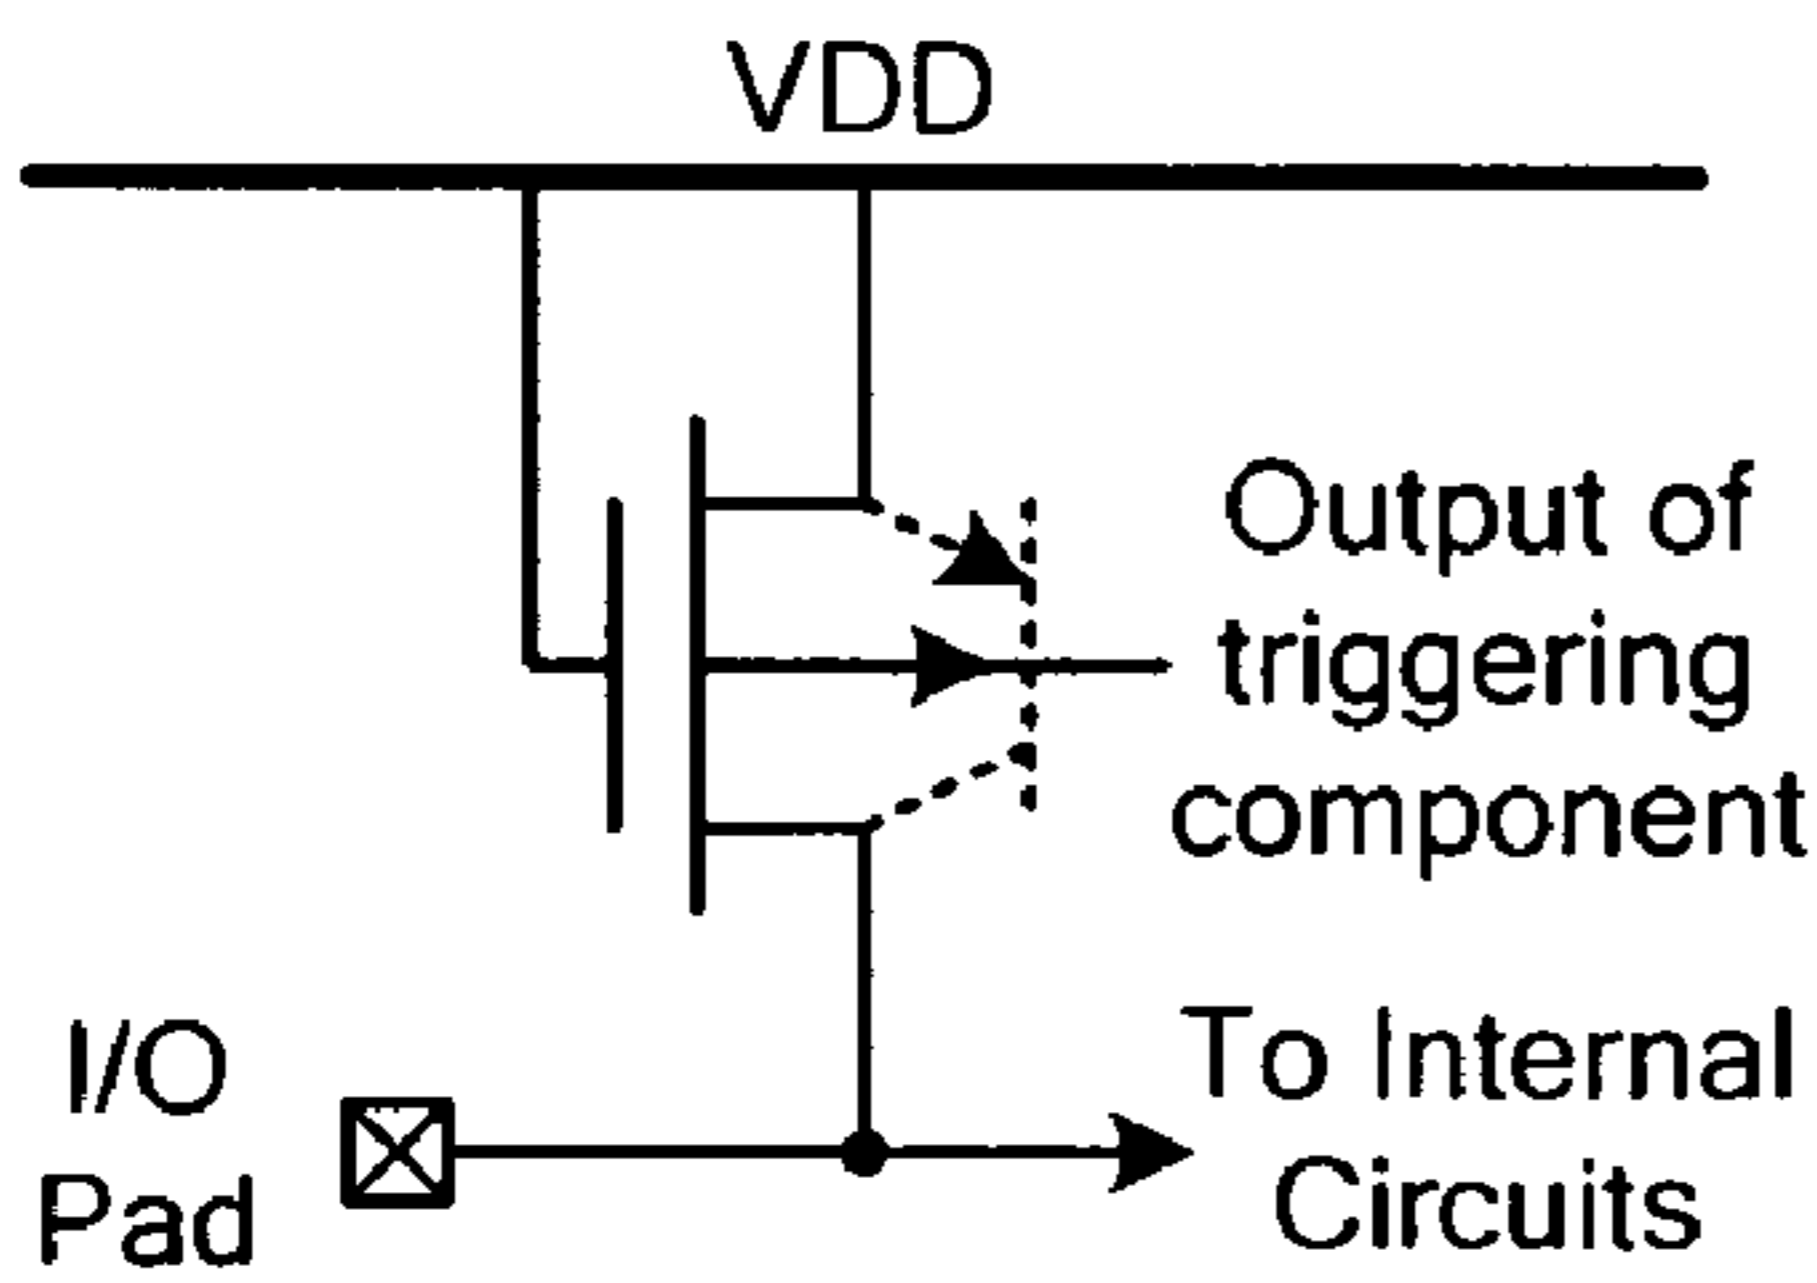 VDD
Output of
triggering
component
I/O
Pad
To Internal
Circuits